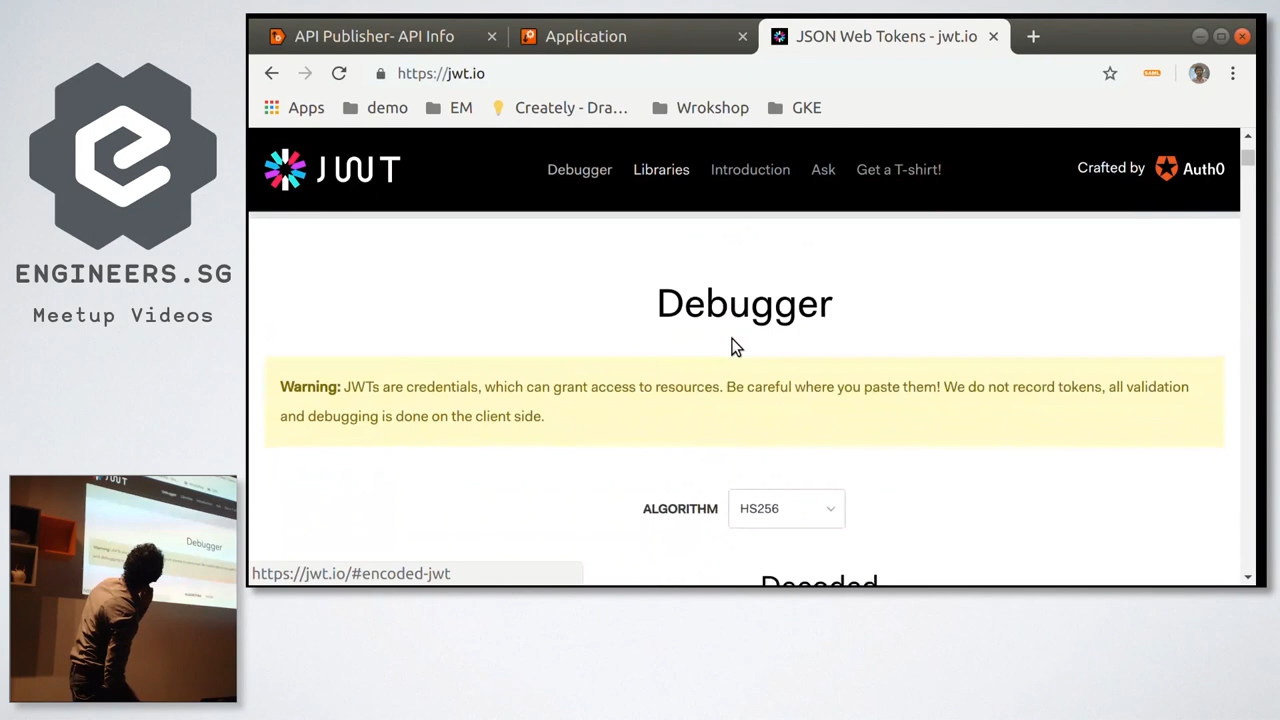 API Publisher- API Info
Application
JSON Web Tokens - jwt.io
https://jwt.io
Apps
demo
EM
Creately - Dra...
Wrokshop
GKE
JWT
Debugger
Libraries
Introduction
Ask
Get a T-shirt!
Crafted by
Auth0
Debugger
Warning: JWTs are credentials, which can grant access to resources. Be careful where you paste them! We do not record tokens, all validation
and debugging is done on the client side.
ALGORITHM
HS256
Decoded
https://jwt.io/#encoded-jwt
ENGINEERS.SG
Meetup Videos
JWT
Debugger